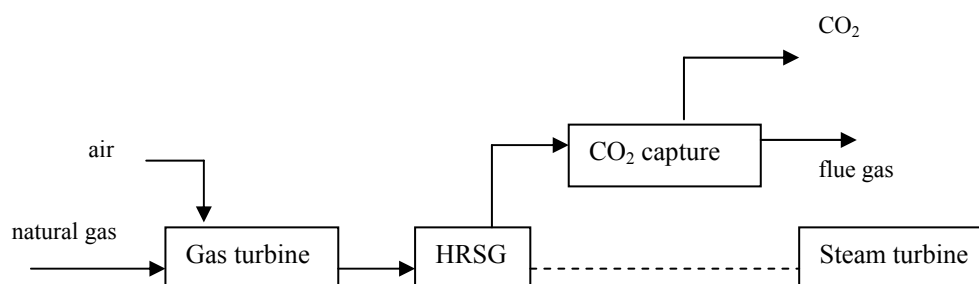 CO₂
air
CO₂ capture
flue gas
natural gas
Gas turbine
HRSG
Steam turbine